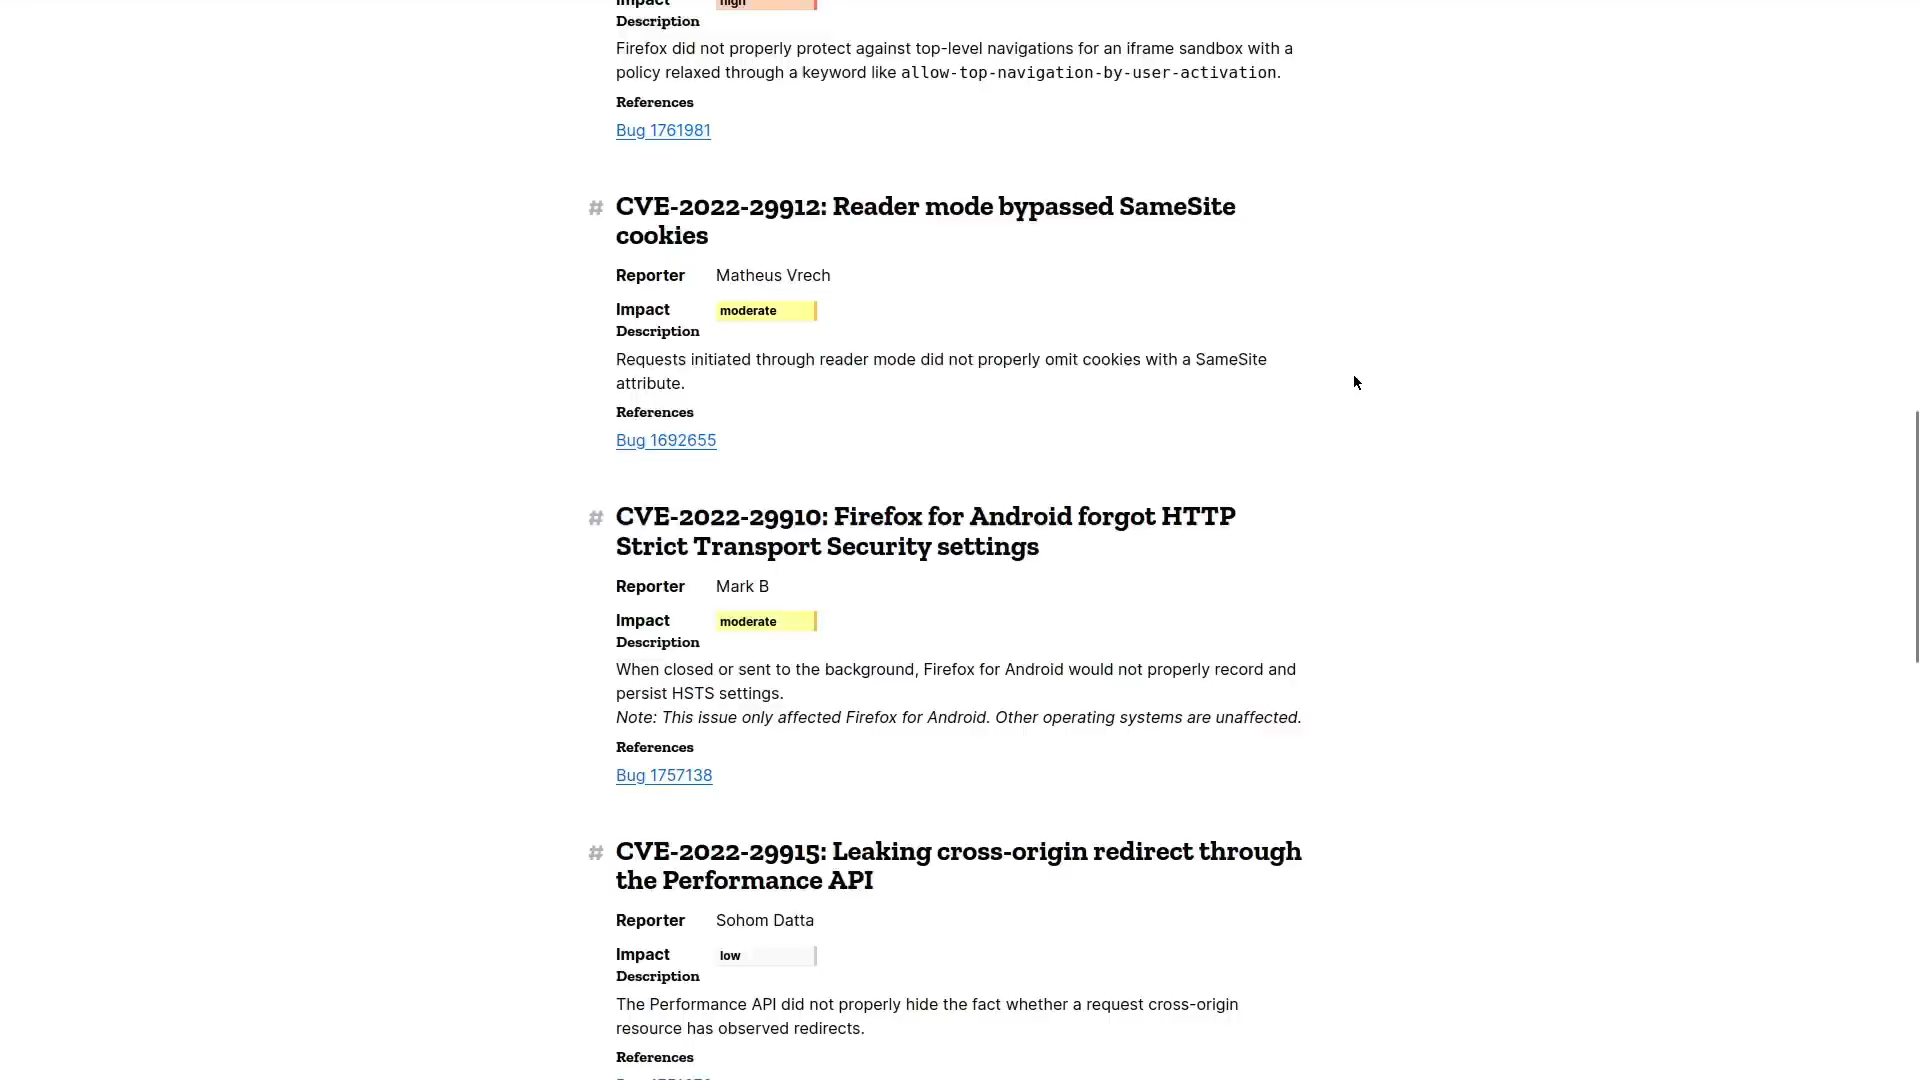 Impact high
Description
Firefox did not properly protect against top-level navigations for an iframe sandbox with a
policy relaxed through a keyword like allow-top-navigation-by-user-activation.
References
Bug 1761981
# CVE-2022-29912: Reader mode bypassed SameSite
cookies
Reporter Matheus Vrech
Impact moderate
Description
Requests initiated through reader mode did not properly omit cookies with a SameSite
attribute.
References
Bug 1692655
# CVE-2022-29910: Firefox for Android forgot HTTP
Strict Transport Security settings
Reporter Mark B
Impact moderate
Description
When closed or sent to the background, Firefox for Android would not properly record and
persist HSTS settings.
Note: This issue only affected Firefox for Android. Other operating systems are unaffected.
References
Bug 1757138
# CVE-2022-29915: Leaking cross-origin redirect through
the Performance API
Reporter Sohom Datta
Impact low
Description
The Performance API did not properly hide the fact whether a request cross-origin
resource has observed redirects.
References